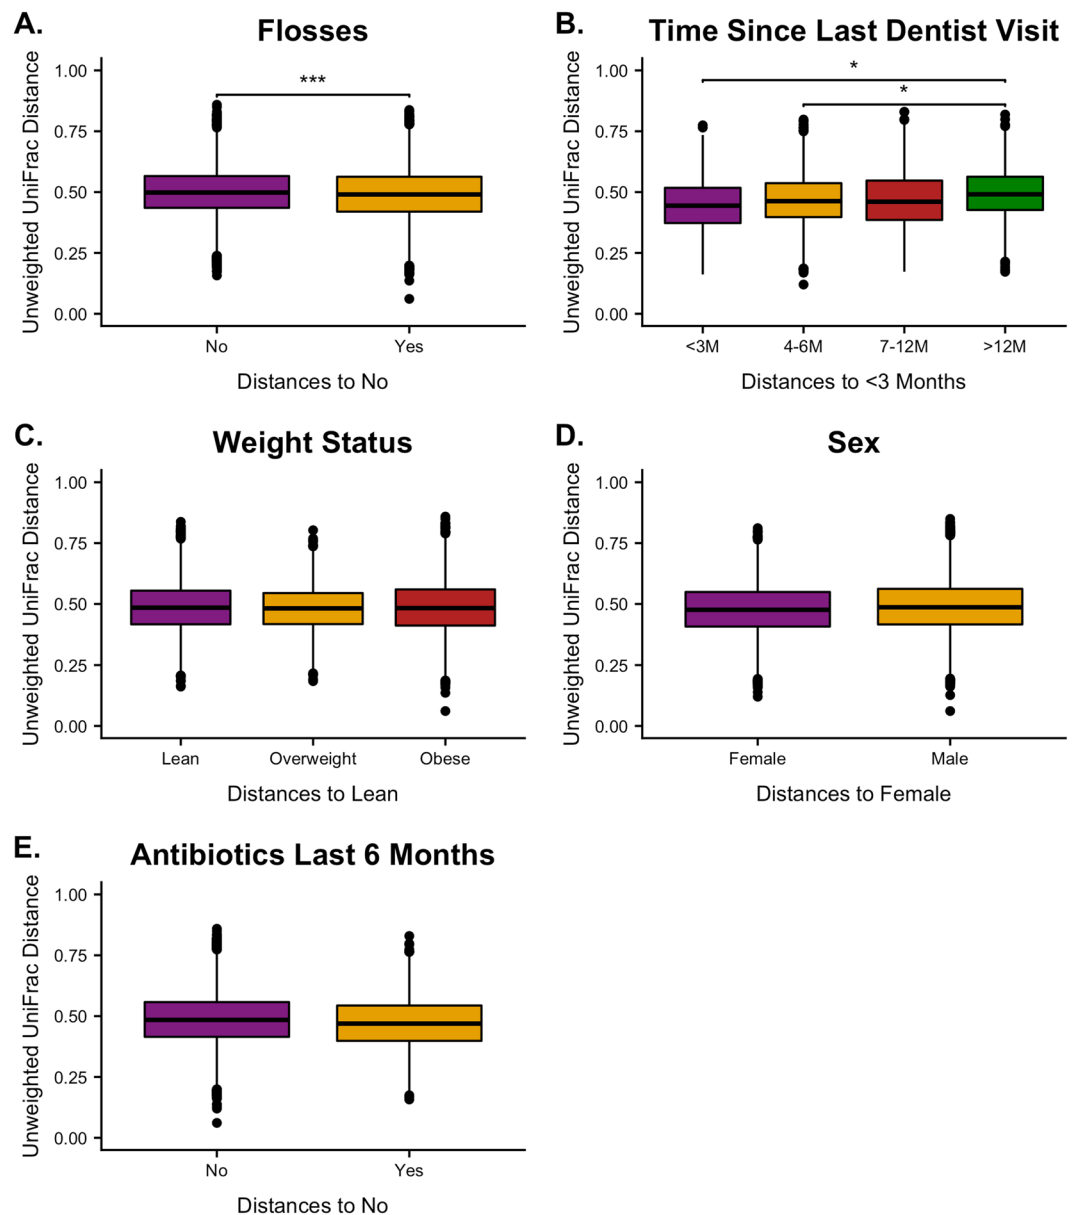 A.
Flosses
Unweighted UniFrac Distance
1.00
0.75
0.50
0.25
0.00
***
No Yes
Distances to No
B.
Time Since Last Dentist Visit
Unweighted UniFrac Distance
1.00
0.75
0.50
0.25
0.00
*
*
<3M 4-6M 7-12M >12M
Distances to <3 Months
C.
Weight Status
Unweighted UniFrac Distance
1.00
0.75
0.50
0.25
0.00
Lean Overweight Obese
Distances to Lean
D.
Sex
Unweighted UniFrac Distance
1.00
0.75
0.50
0.25
0.00
Female Male
Distances to Female
E.
Antibiotics Last 6 Months
Unweighted UniFrac Distance
1.00
0.75
0.50
0.25
0.00
No Yes
Distances to No